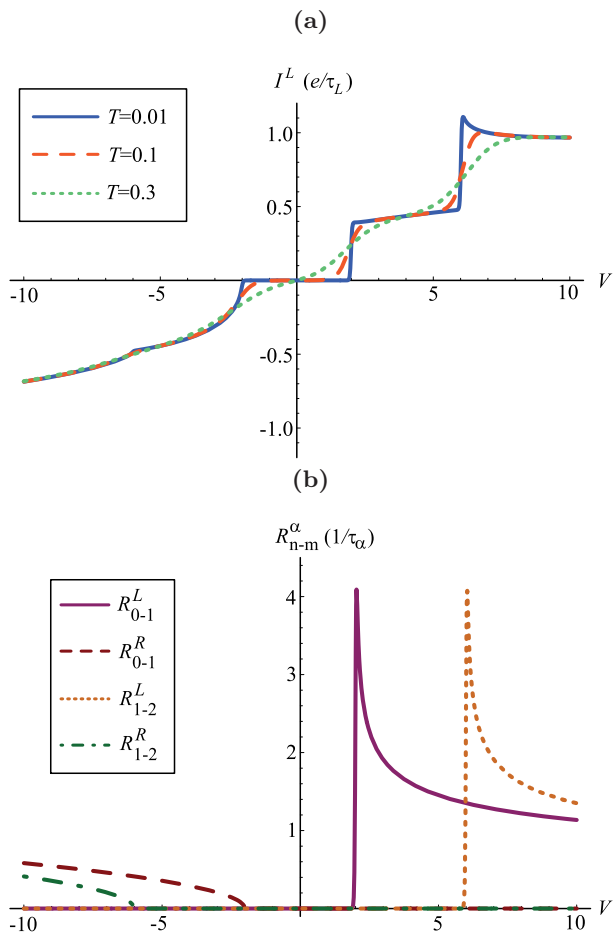 (a)
I^L (e/τ_L)
T=0.01
T=0.1
T=0.3
1.0
0.5
-10 -5 5 10 V
-0.5
-1.0
(b)
R^α_{n-m} (1/τ_α)
R^L_{0-1}
R^R_{0-1}
R^L_{1-2}
R^R_{1-2}
4
3
2
1
-10 -5 0 5 10 V